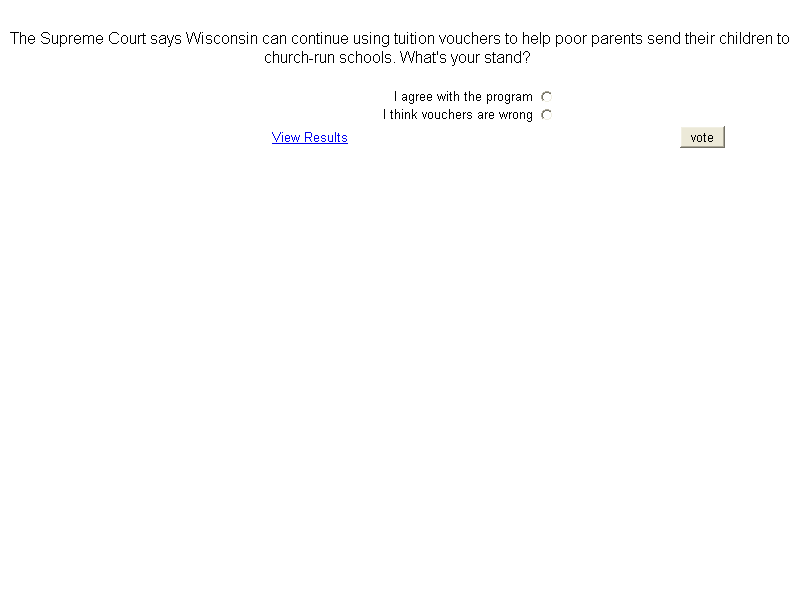 The Supreme Court says Wisconsin can continue using tuition vouchers to help poor parents send their children to
church-run schools. What's your stand?
I agree with the program
I think vouchers are wrong
View Results
vote